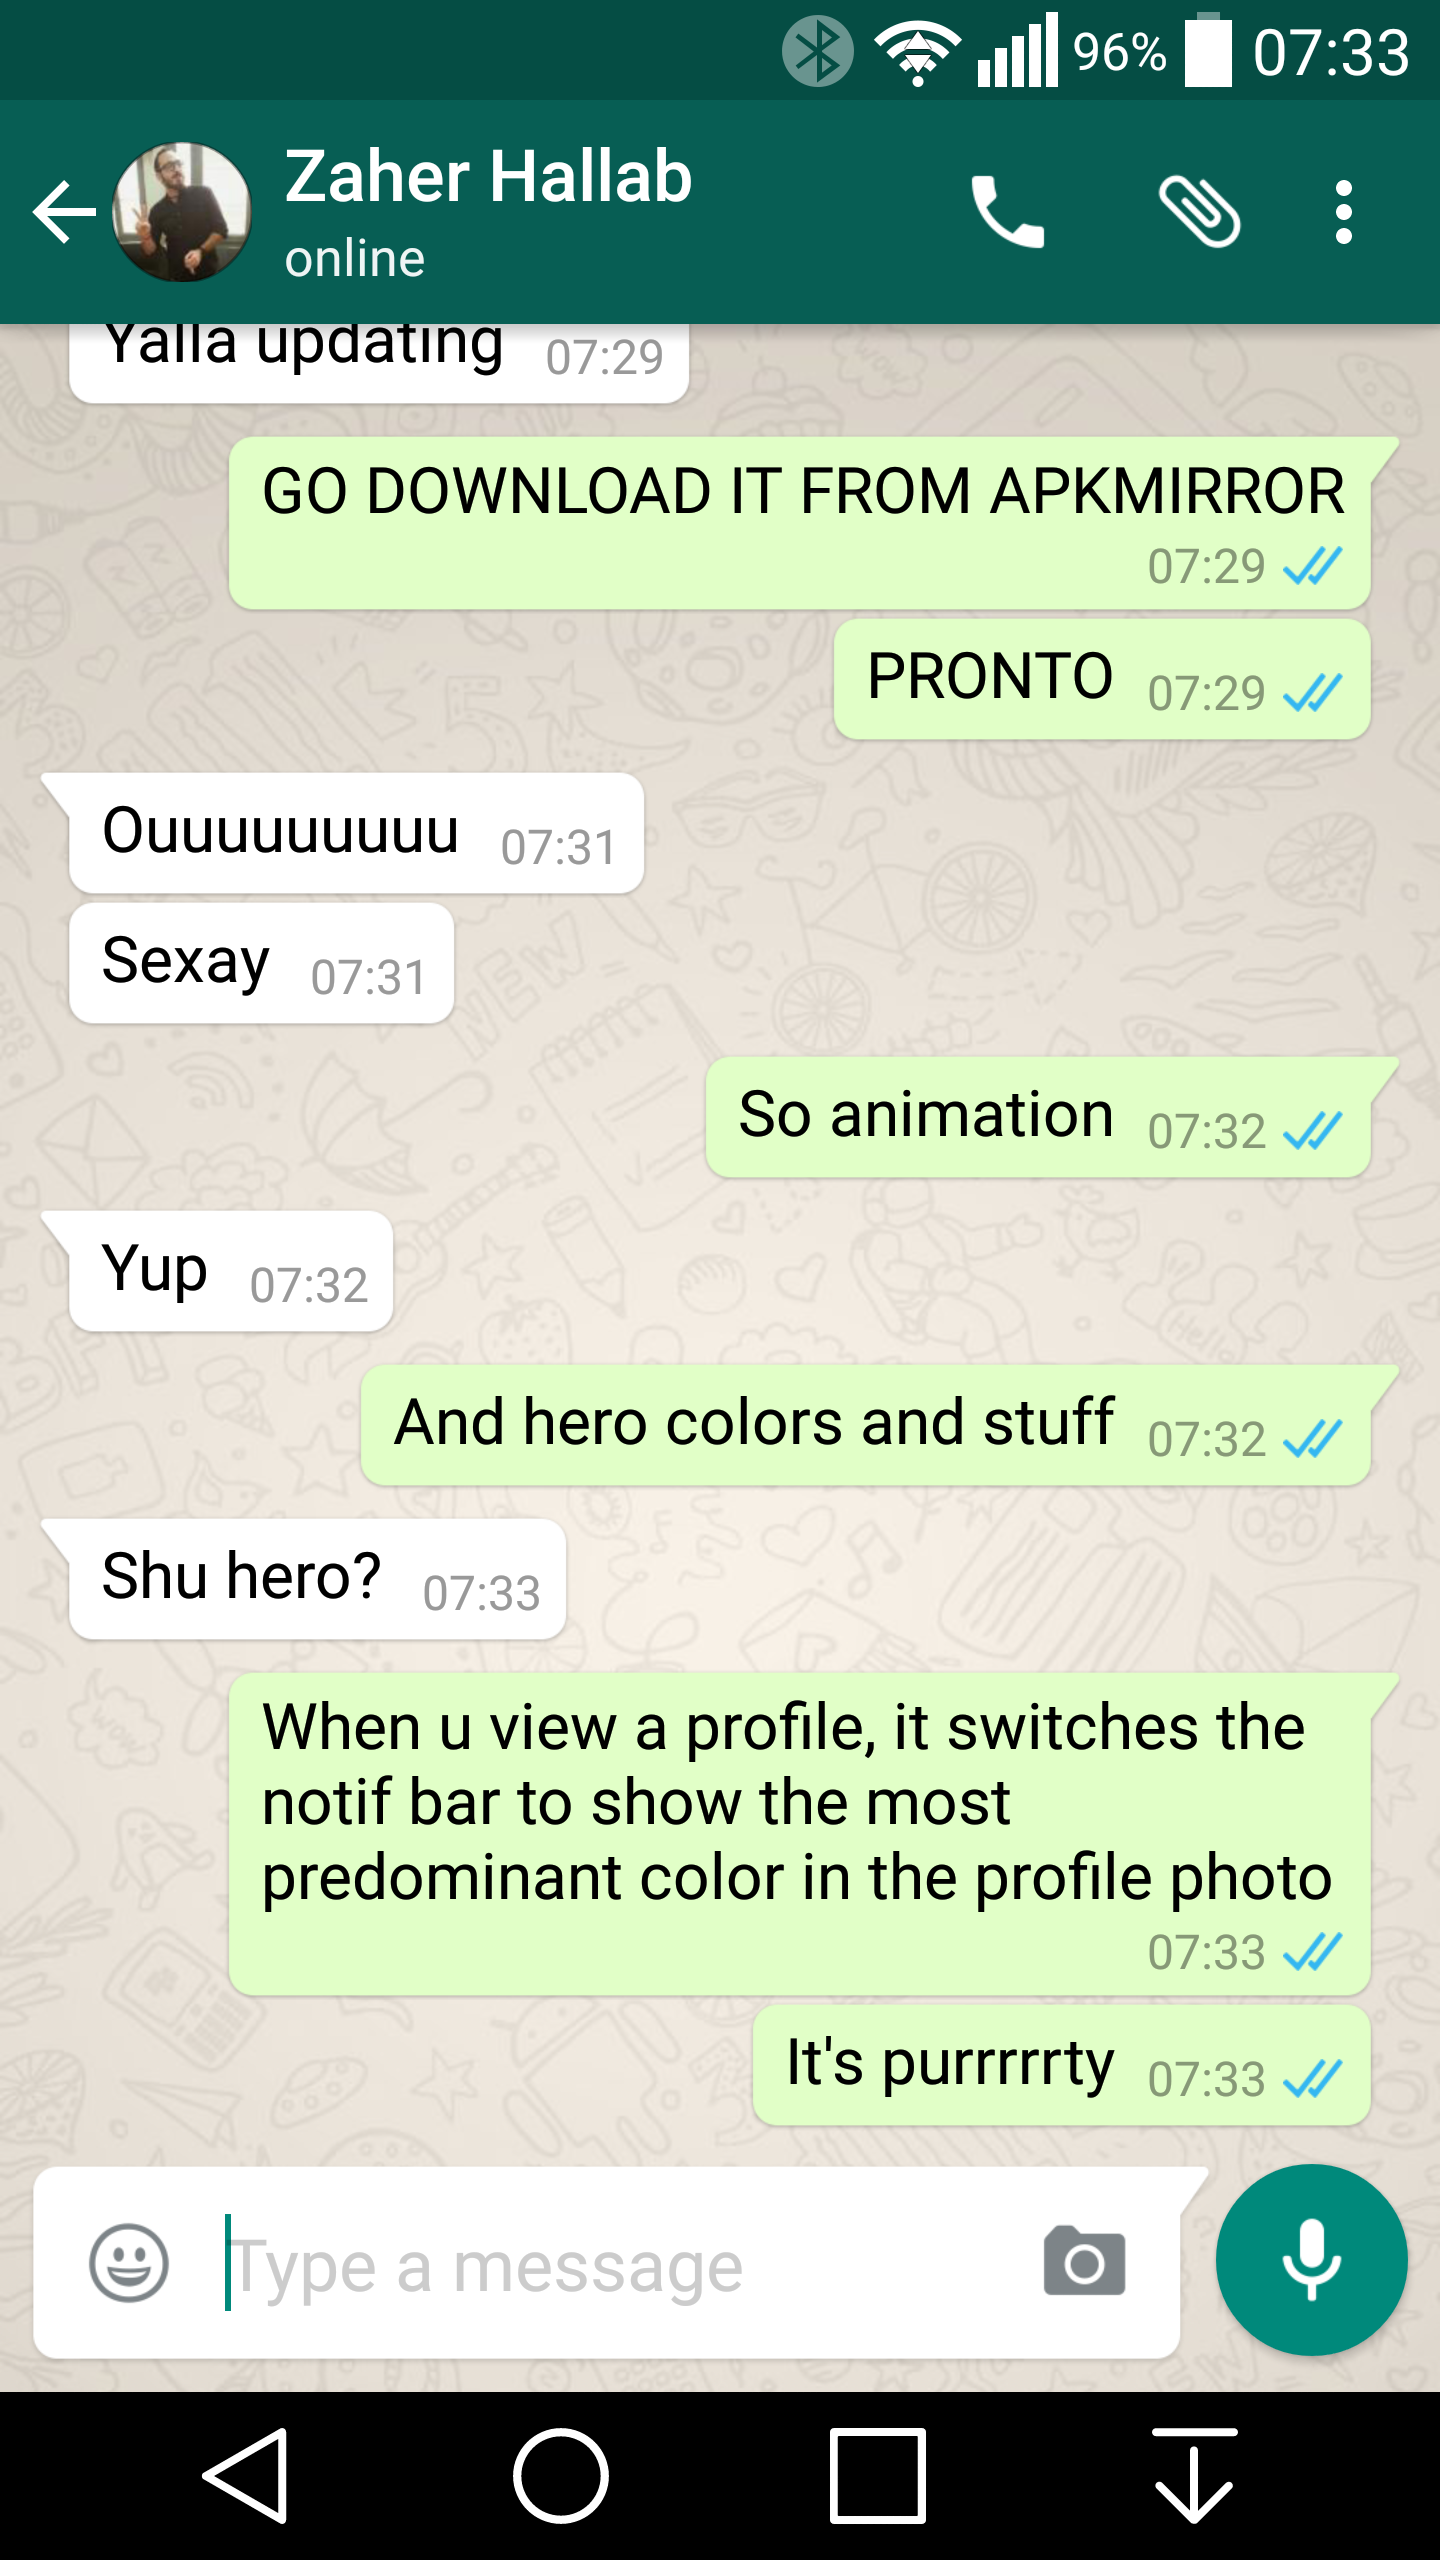 96% 07:33
Zaher Hallab
online
Yalla updating 07:29
GO DOWNLOAD IT FROM APKMIRROR
07:29
PRONTO 07:29
Ouuuuuuuuu 07:31
Sexay 07:31
So animation 07:32
Yup 07:32
And hero colors and stuff 07:32
Shu hero? 07:33
When u view a profile, it switches the
notif bar to show the most
predominant color in the profile photo
07:33
It's purrrrrty 07:33
Type a message